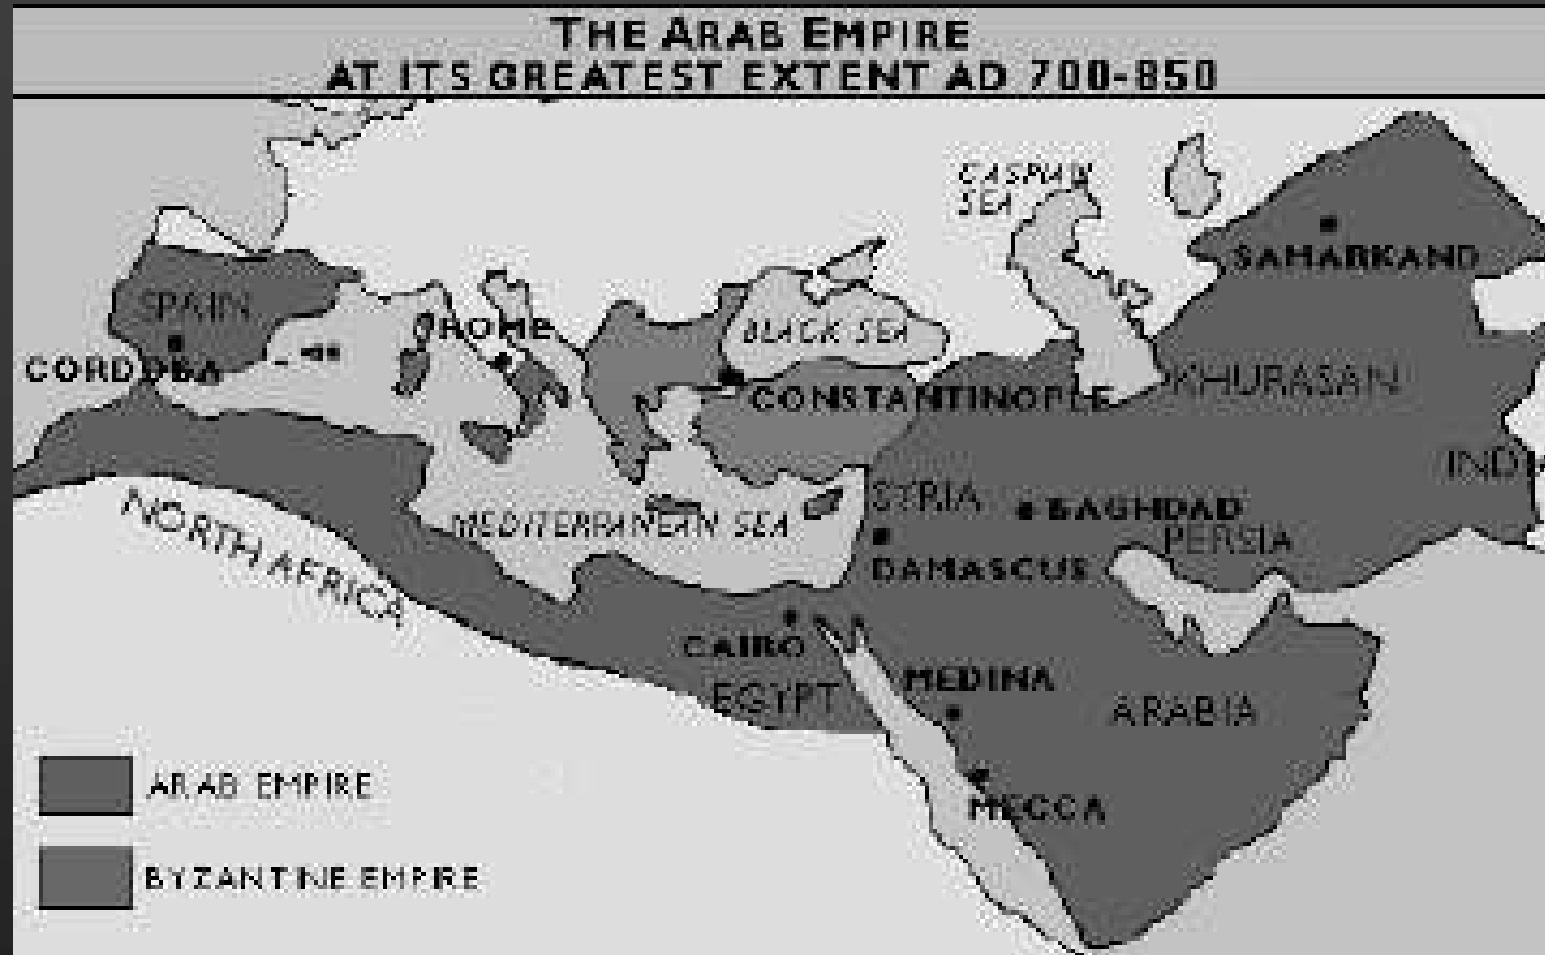 THE ARAB EMPIRE
AT ITS GREATEST EXTENT AD 700-850
CASPIAN
SEA
SAMARKAND
SPAIN
ROME
BLACK SEA
CORDOBA
CONSTANTINOPLE
KHURASAN
SYRIA
BAGHDAD
PERSIA
NORTH AFRICA
MEDITERRANEAN SEA
DAMASCUS
CAIRO
EGYPT
MEDINA
ARABIA
MECCA
ARAB EMPIRE
BYZANTINE EMPIRE